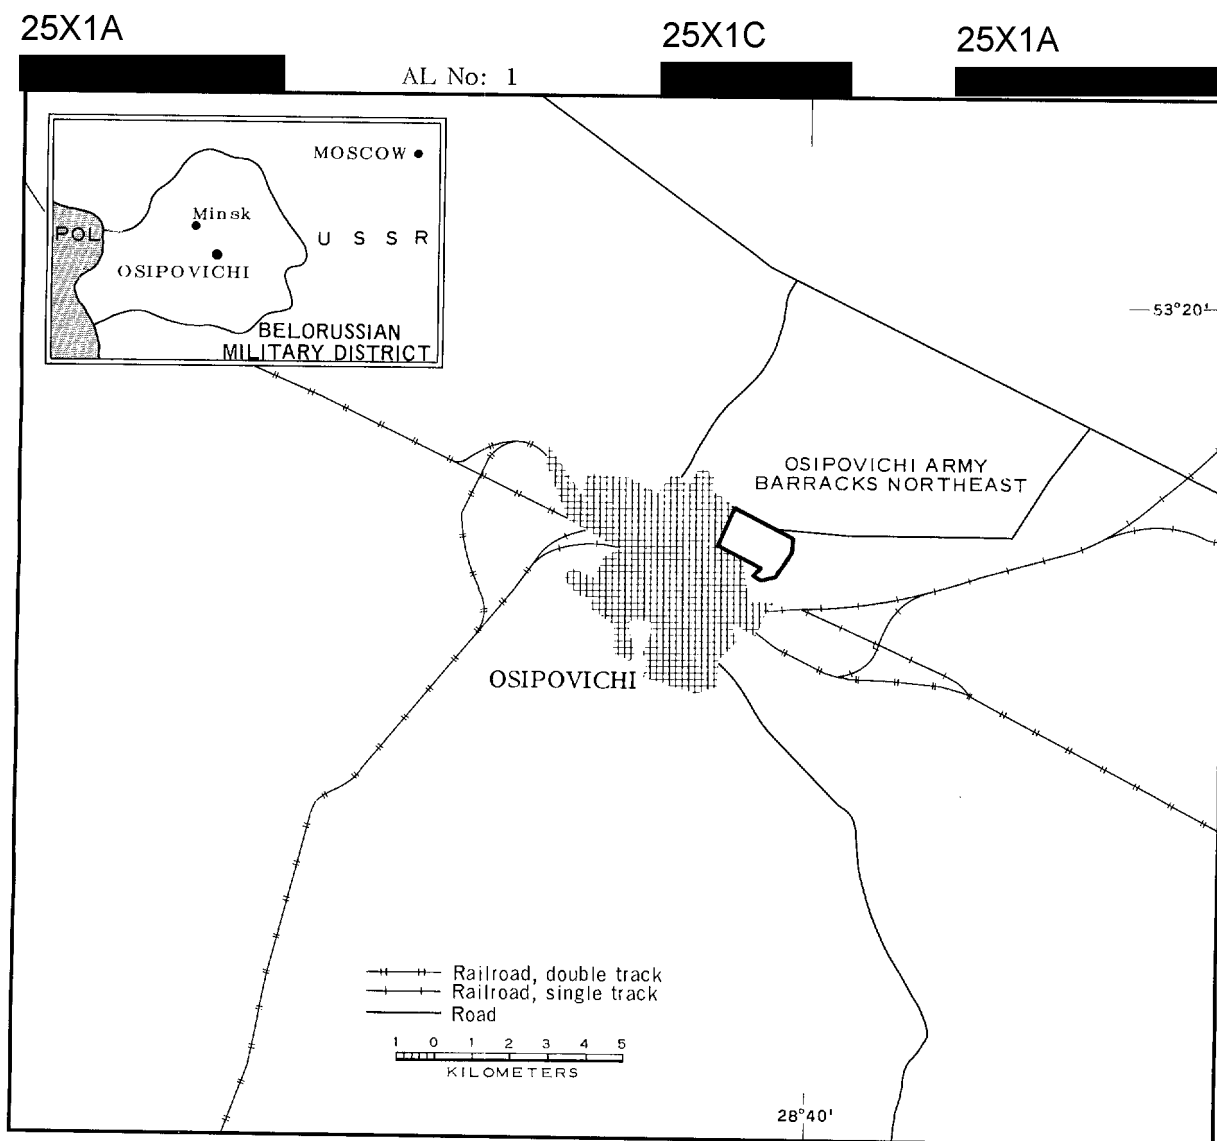 25X1A
25X1C
25X1A
AL No: 1
MOSCOW
Minsk
POL
U S S R
OSIPOVICHI
BELORUSSIAN
MILITARY DISTRICT
53°20'
OSIPOVICHI ARMY
BARRACKS NORTHEAST
OSIPOVICHI
Railroad, double track
Railroad, single track
Road
1 0 1 2 3 4 5
KILOMETERS
28°40'